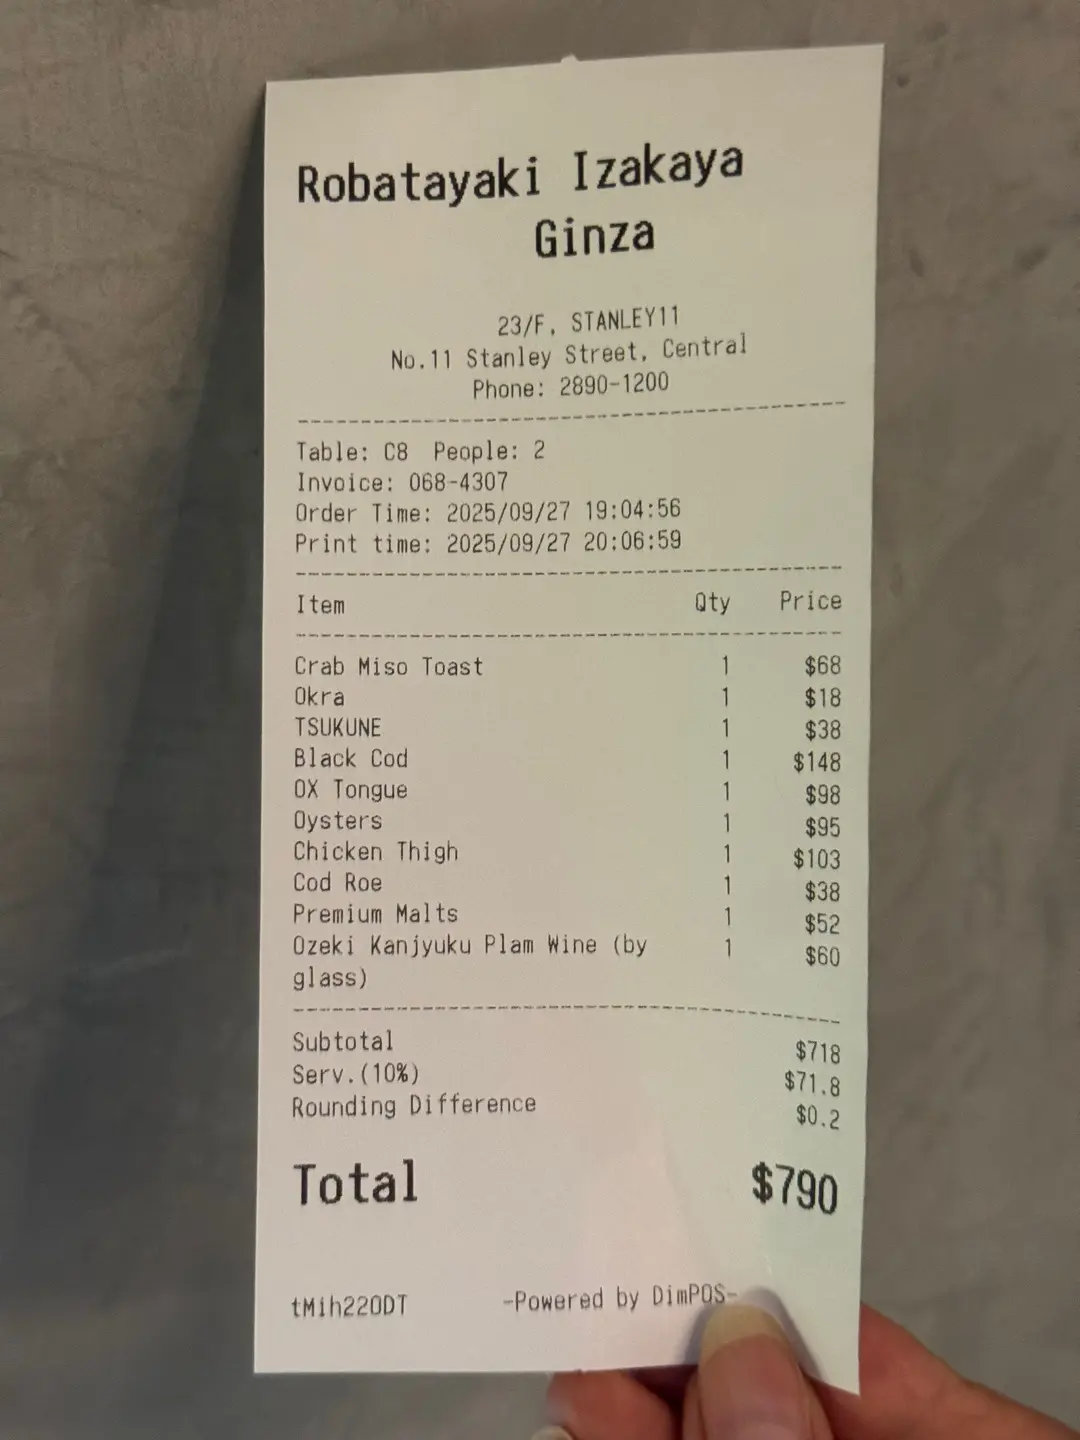 Robatayaki Izakaya
Ginza
23/F, STANLEY11
No.11 Stanley Street, Central
Phone: 2890-1200
Table: C8 People: 2
Invoice: 068-4307
Order Time: 2025/09/27 19:04:56
Print time: 2025/09/27 20:06:59
Item Qty Price
Crab Miso Toast 1 $68
Okra 1 $18
TSUKUNE 1 $38
Black Cod 1 $148
OX Tongue 1 $98
Oysters 1 $95
Chicken Thigh 1 $103
Cod Roe 1 $38
Premium Malts 1 $52
Ozeki Kanjyuku Plam Wine (by 1 $60
glass)
Subtotal $718
Serv.(10%) $71.8
Rounding Difference $0.2
Total $790
tMih220DT -Powered by DimPOS-